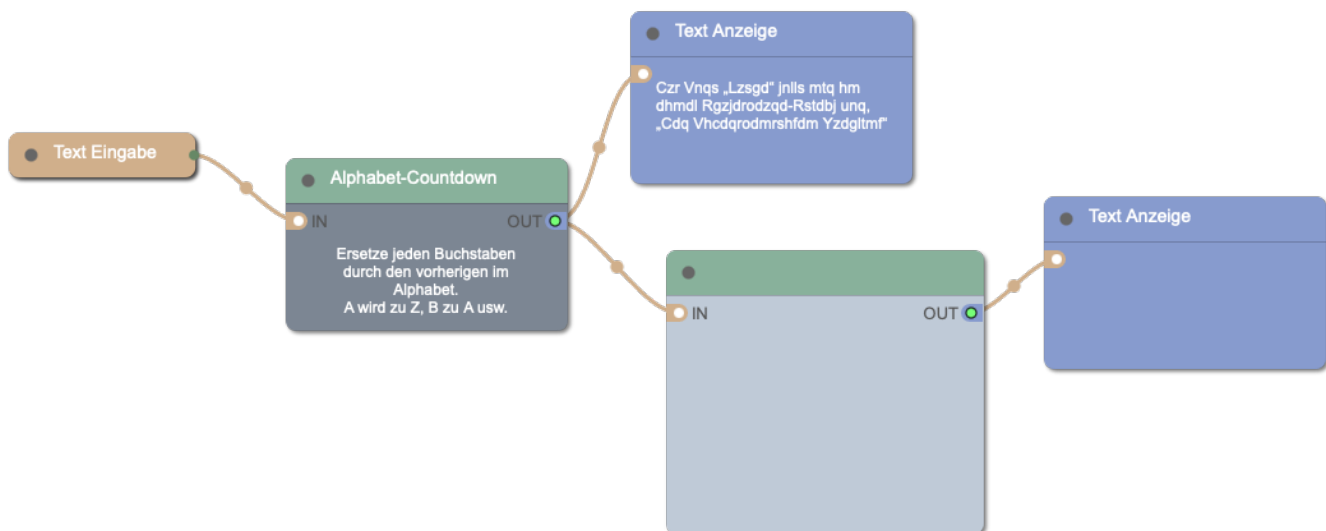 Text Eingabe
Alphabet-Countdown
IN
OUT
Ersetze jeden Buchstaben
durch den vorherigen im
Alphabet.
A wird zu Z, B zu A usw.
Text Anzeige
Czr Vnqs „Lzsgd“ jnlls mtq hm
dhmdl Rgzjdrodzqd-Rstdbj unq,
„Cdq Vhcdqrodmrshfdm Yzdgltmf“
IN
OUT
Text Anzeige